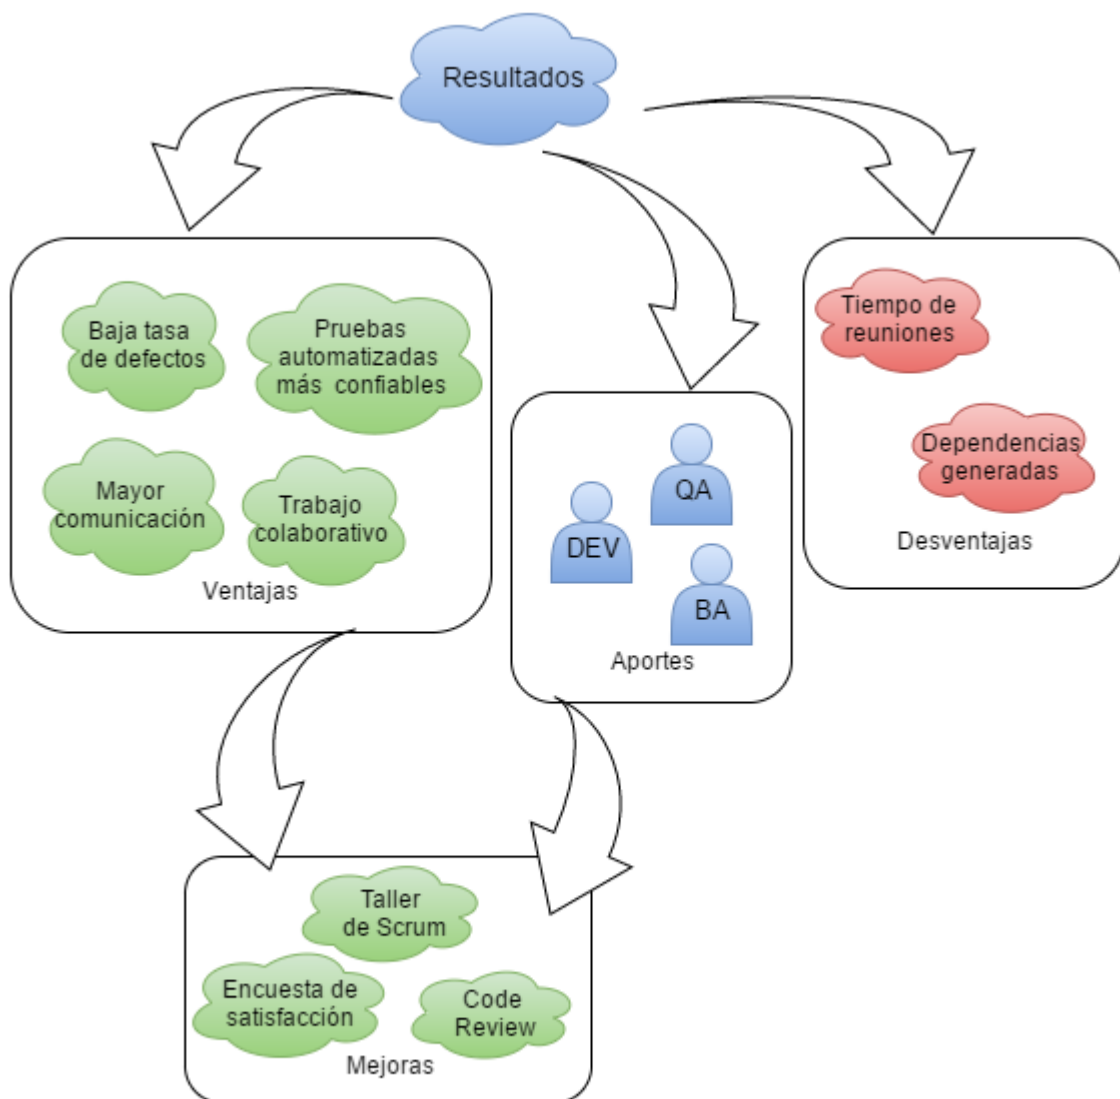 Resultados
Baja tasa
de defectos
Pruebas
automatizadas
más confiables
Mayor
comunicación
Trabajo
colaborativo
Ventajas
QA
DEV
BA
Aportes
Tiempo de
reuniones
Dependencias
generadas
Desventajas
Taller
de Scrum
Encuesta de
satisfacción
Code
Review
Mejoras